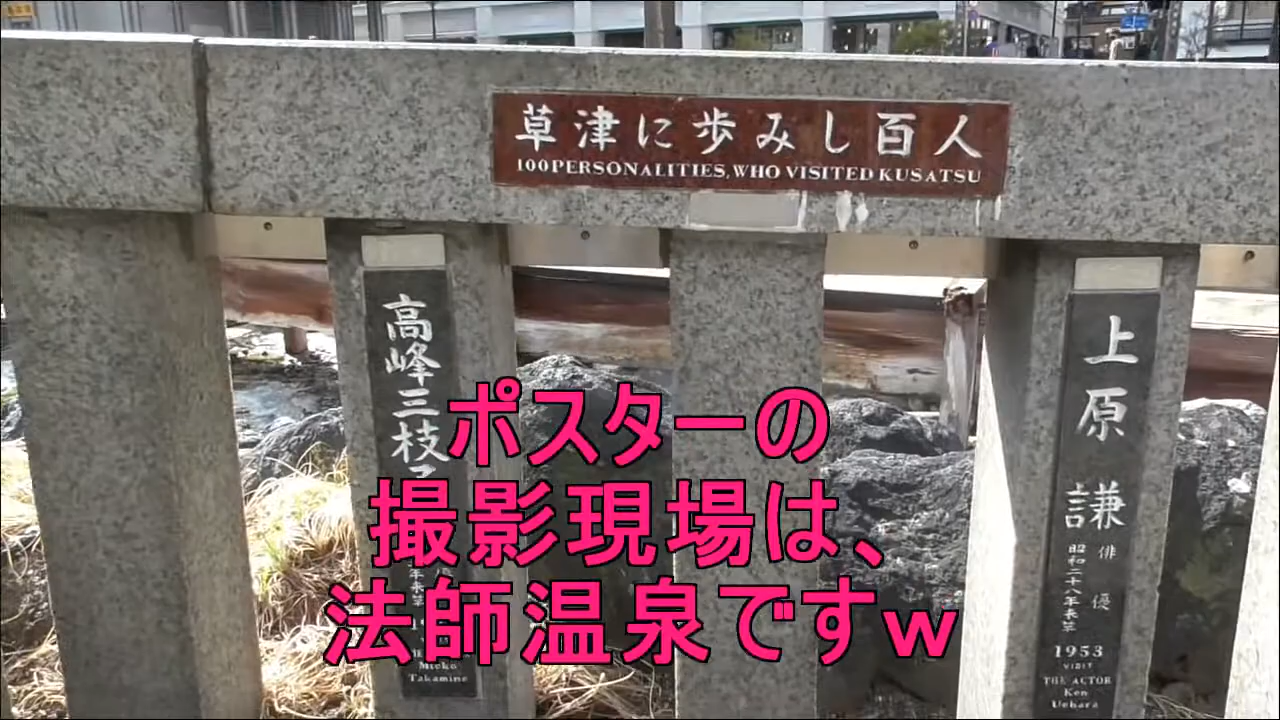 草津に歩みし百人
100 PERSONALITIES, WHO VISITED KUSATSU
高峰三枝
Mieko
Takamine
上原
謙
俳優
昭和二十八年来草
1953
VISIT
THE ACTOR
Ken
Uehara
ポスターの
撮影現場は、
法師温泉ですw